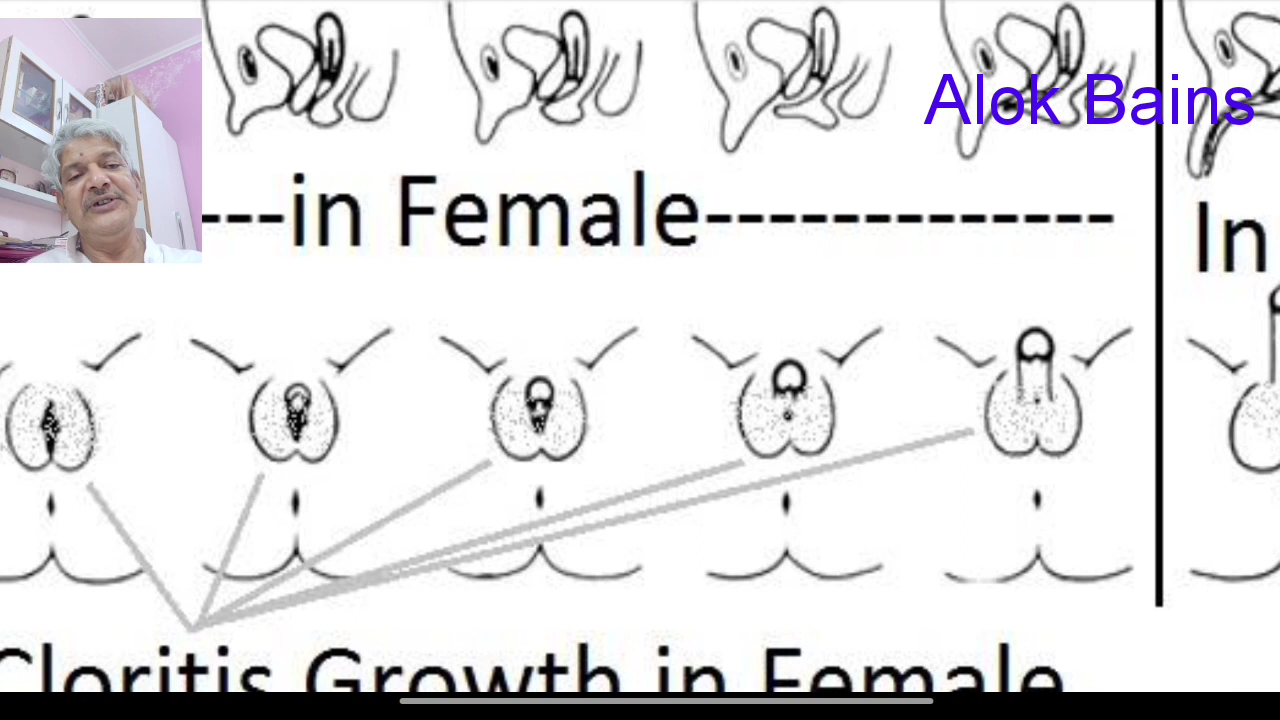 Alok Bains
---in Female-------------
In
Cloritis Growth in Female